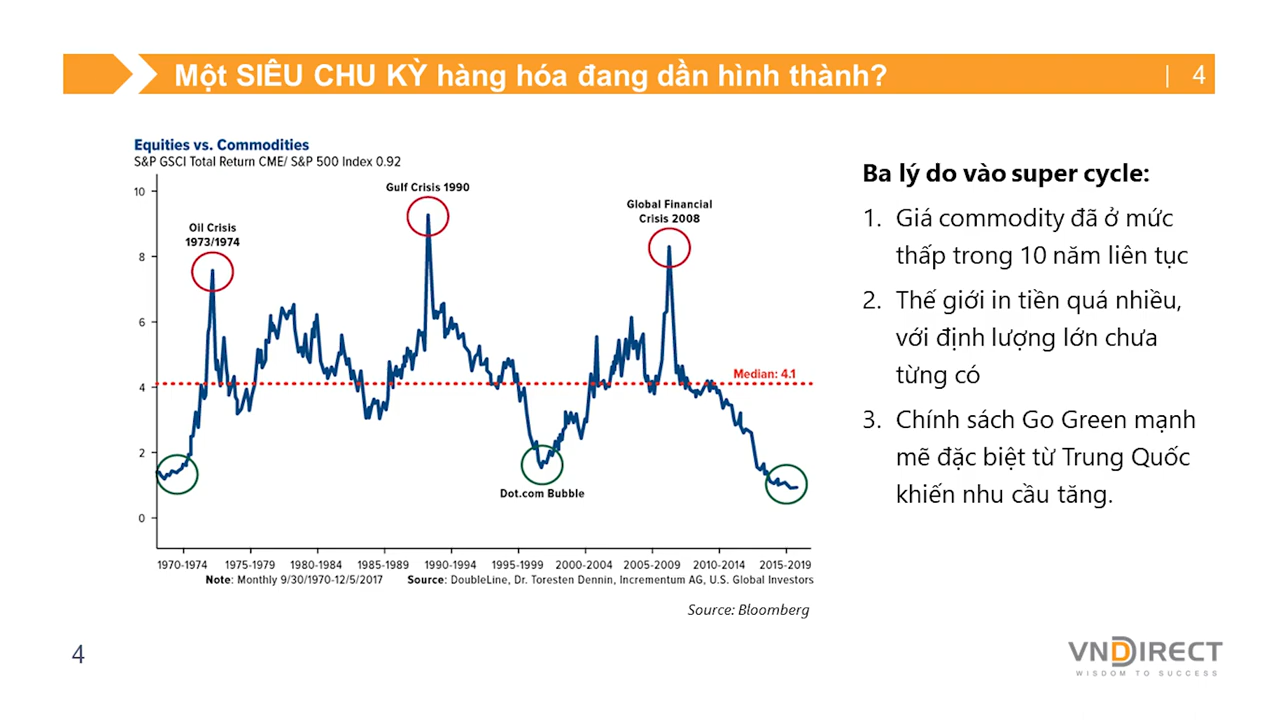 Một SIÊU CHU KỲ hàng hóa đang dần hình thành?
| 4
Equities vs. Commodities
S&P GSCI Total Return CME/ S&P 500 Index 0.92
10
8
6
4
2
0
Oil Crisis
1973/1974
Gulf Crisis 1990
Global Financial
Crisis 2008
Median: 4.1
Dot.com Bubble
1970-1974 1975-1979 1980-1984 1985-1989 1990-1994 1995-1999 2000-2004 2005-2009 2010-2014 2015-2019
Note: Monthly 9/30/1970-12/5/2017 Source: DoubleLine, Dr. Toresten Dennin, Incrementum AG, U.S. Global Investors
Source: Bloomberg
Ba lý do vào super cycle:
1. Giá commodity đã ở mức
thấp trong 10 năm liên tục
2. Thế giới in tiền quá nhiều,
với định lượng lớn chưa
từng có
3. Chính sách Go Green mạnh
mẽ đặc biệt từ Trung Quốc
khiến nhu cầu tăng.
4
VNDIRECT
WISDOM TO SUCCESS